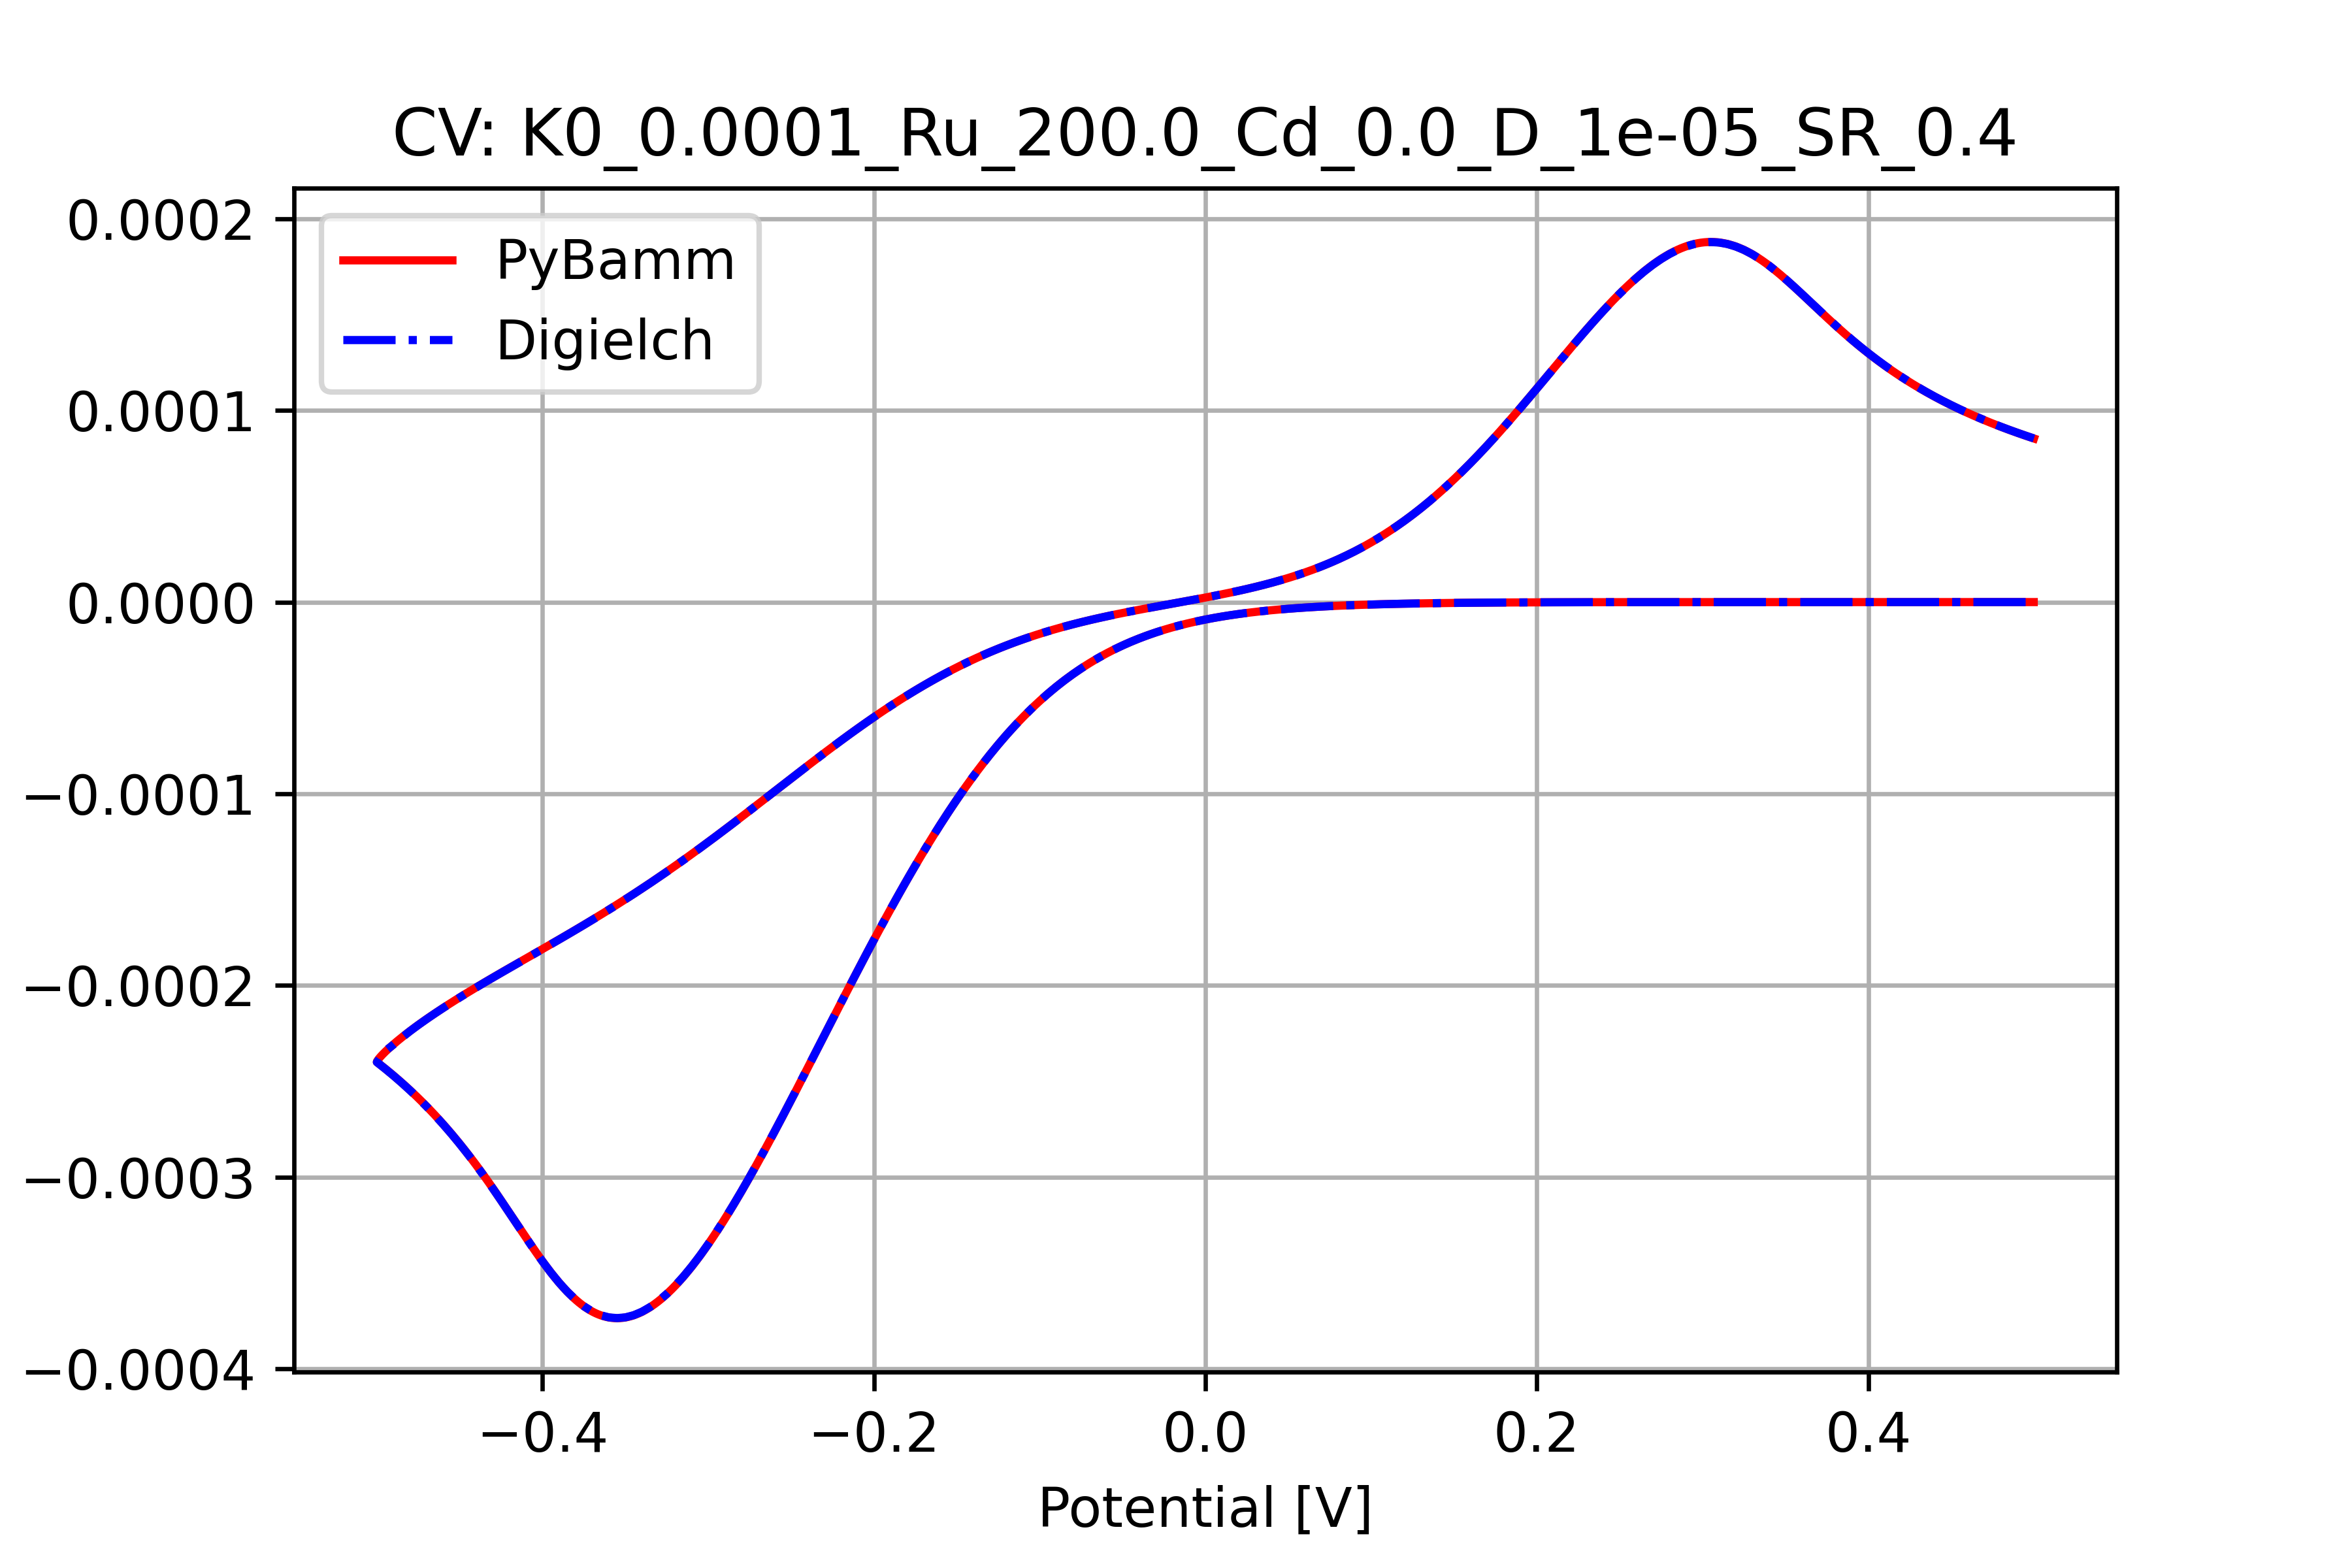 CV: K0_0.0001_Ru_200.0_Cd_0.0_D_1e-05_SR_0.4
0.0002
0.0001
0.0000
−0.0001
−0.0002
−0.0003
−0.0004
PyBamm
Digielch
−0.4 −0.2 0.0 0.2 0.4
Potential [V]